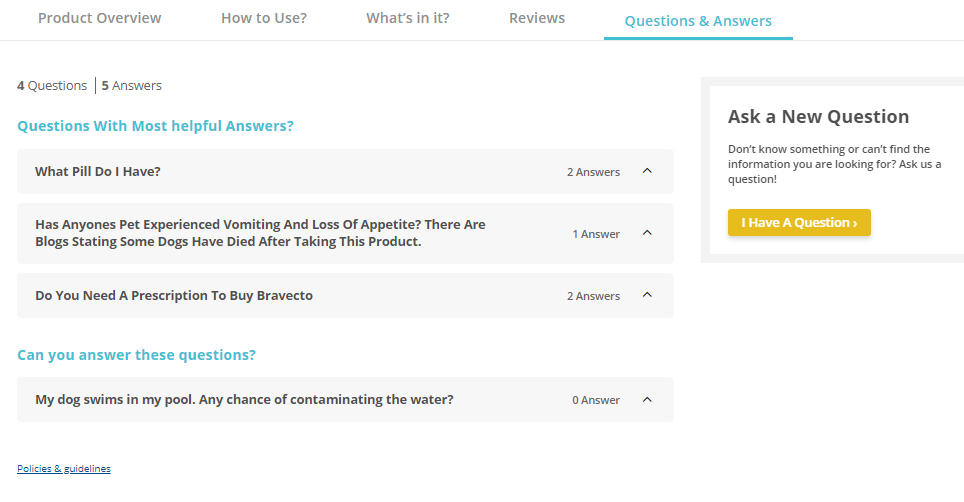 Product Overview How to Use? What's in it? Reviews Questions & Answers
4 Questions 5 Answers
Questions With Most helpful Answers?
What Pill Do I Have? 2 Answers
Has Anyones Pet Experienced Vomiting And Loss Of Appetite? There Are
Blogs Stating Some Dogs Have Died After Taking This Product.
1 Answer
Do You Need A Prescription To Buy Bravecto 2 Answers
Can you answer these questions?
My dog swims in my pool. Any chance of contaminating the water? 0 Answer
Policies & guidelines
Ask a New Question
Don't know something or can't find the
information you are looking for? Ask us a
question!
I Have A Question ›